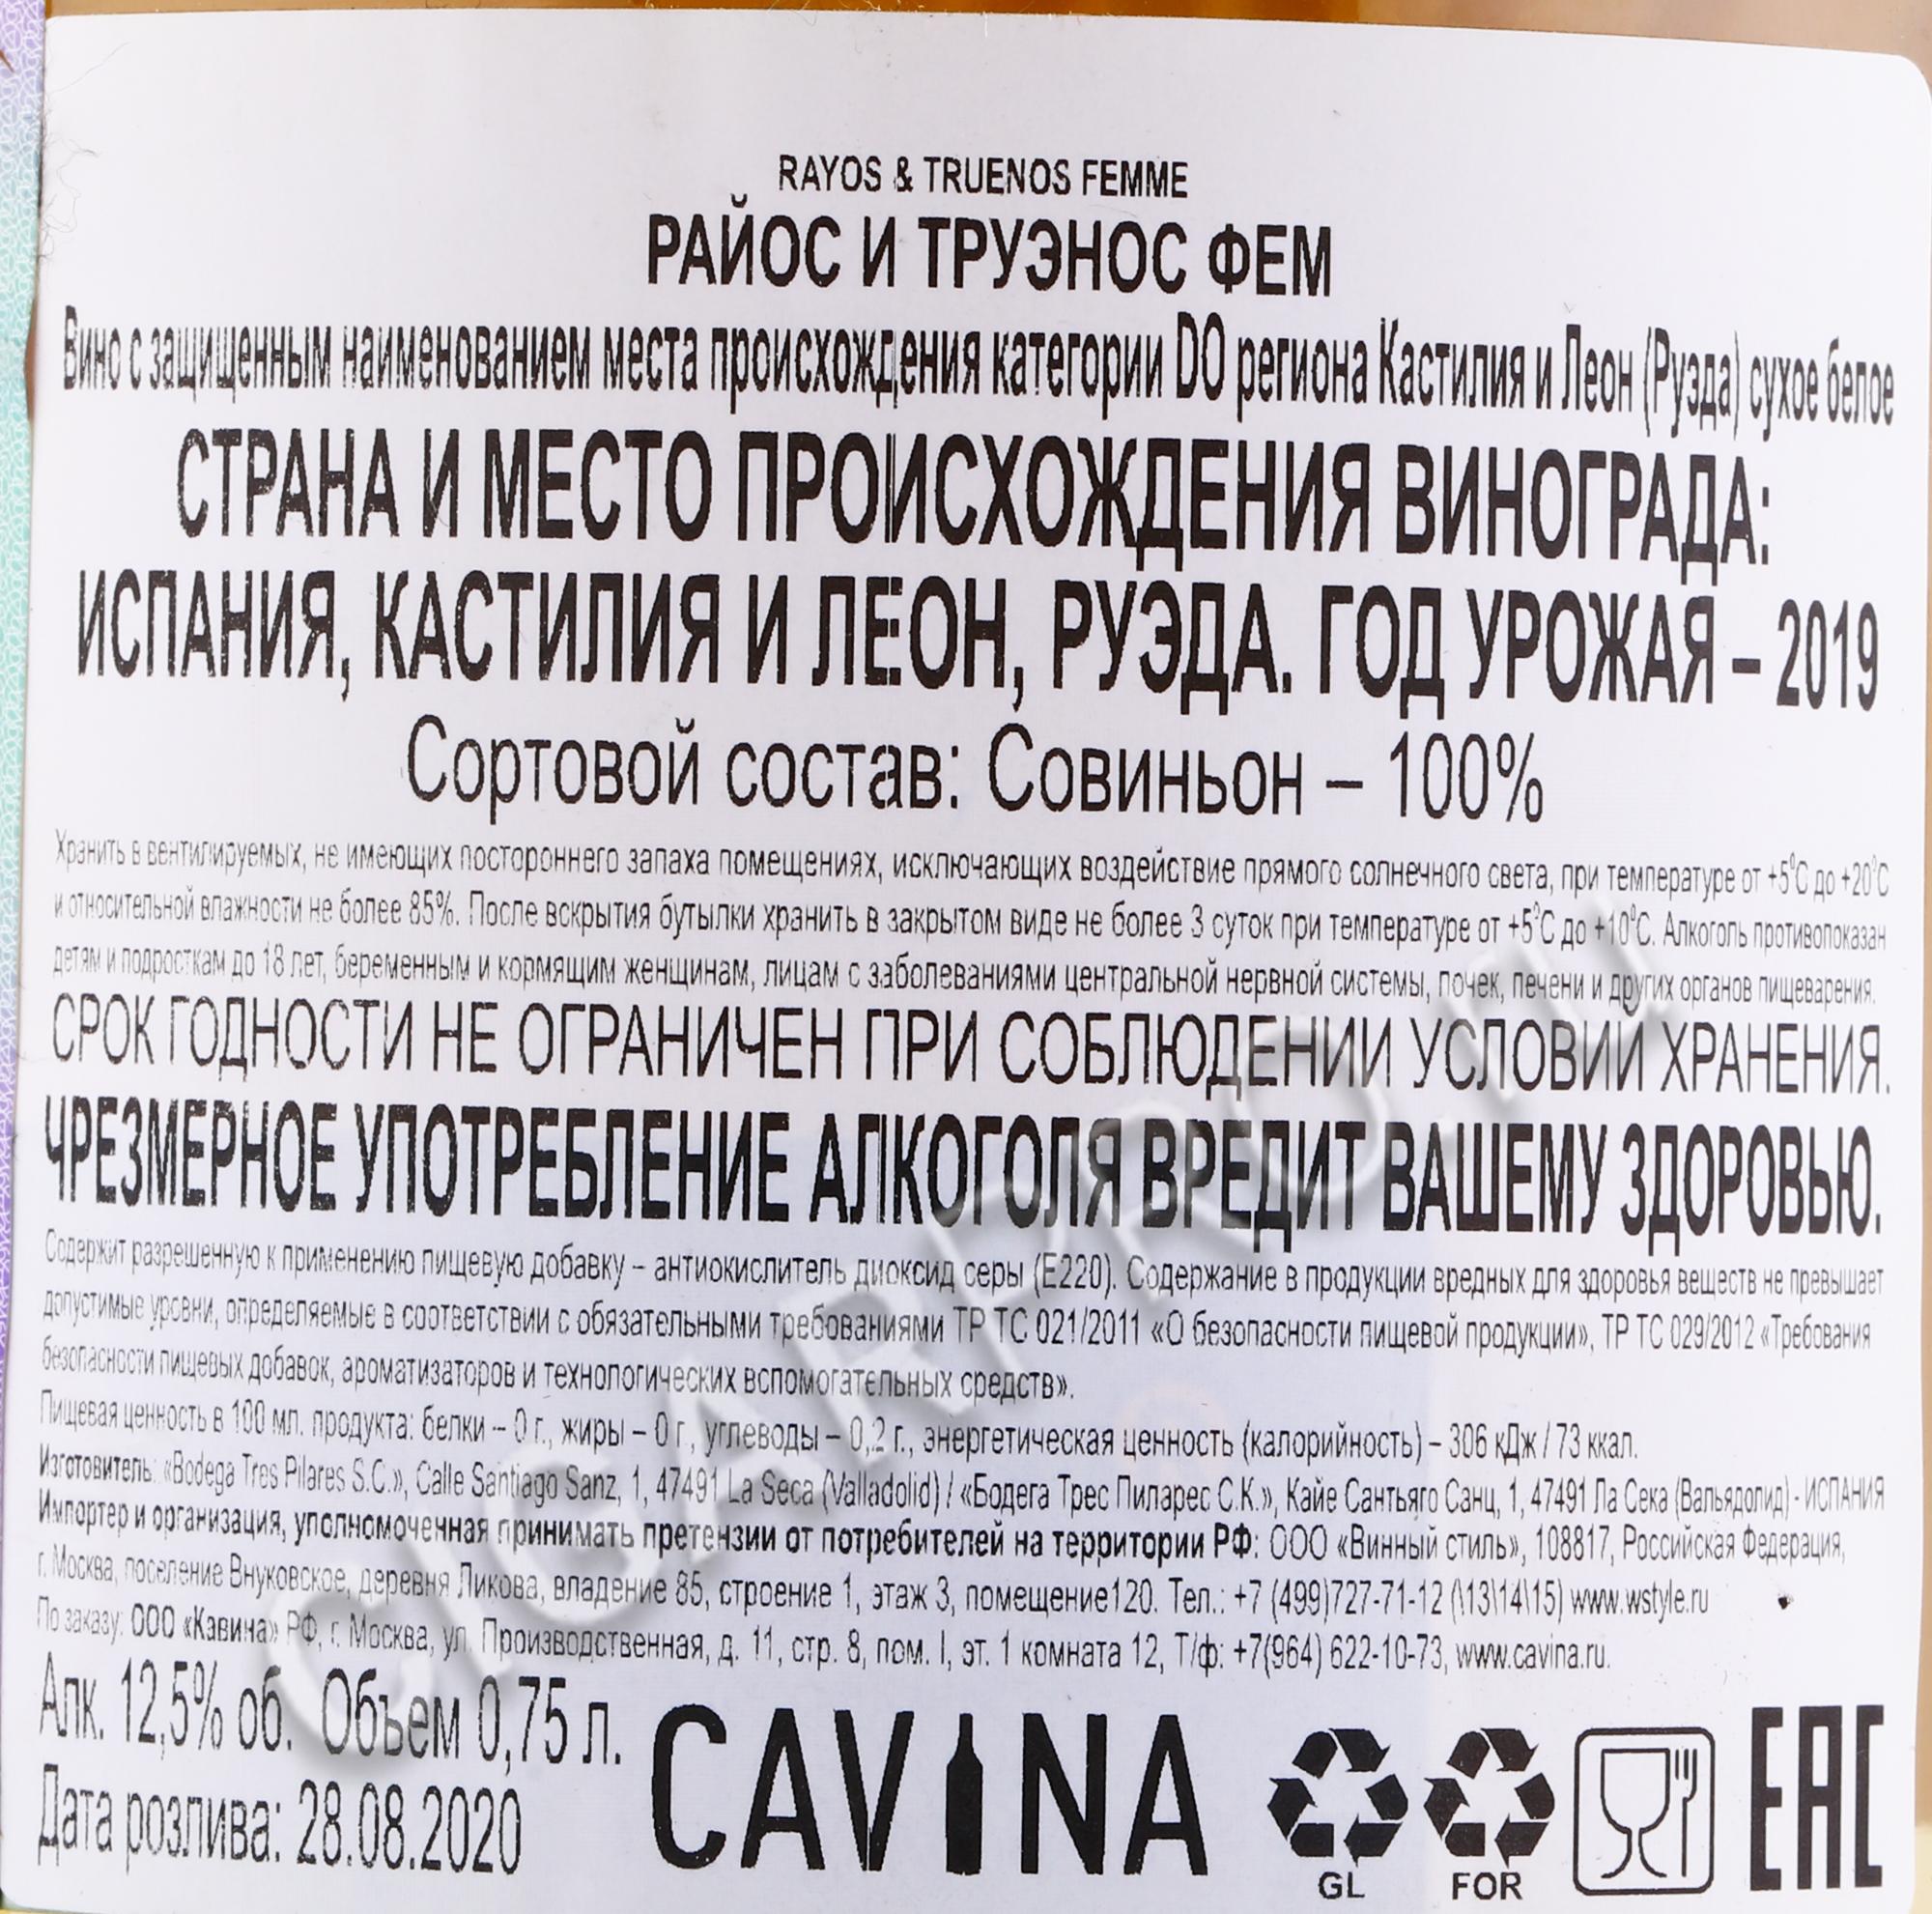 RAYOS & TRUENOS FEMME
РАЙОС И ТРУЭНОС ФЕМ
Вино с защищенным наименованием места происхождения категории DO региона Кастилия и Леон (Руэда) сухое белое
СТРАНА И МЕСТО ПРОИСХОЖДЕНИЯ ВИНОГРАДА:
ИСПАНИЯ, КАСТИЛИЯ И ЛЕОН, РУЭДА. ГОД УРОЖАЯ – 2019
Сортовой состав: Совиньон – 100%
Хранить в вентилируемых, не имеющих постороннего запаха помещениях, исключающих воздействие прямого солнечного света, при температуре от +5°С до +20°С
и относительной влажности не более 85%. После вскрытия бутылки хранить в закрытом виде не более 3 суток при температуре от +5°С до +10°С. Алкоголь противопоказан
детям и подросткам до 18 лет, беременным и кормящим женщинам, лицам с заболеваниями центральной нервной системы, почек, печени и других органов пищеварения.
СРОК ГОДНОСТИ НЕ ОГРАНИЧЕН ПРИ СОБЛЮДЕНИИ УСЛОВИЙ ХРАНЕНИЯ.
ЧРЕЗМЕРНОЕ УПОТРЕБЛЕНИЕ АЛКОГОЛЯ ВРЕДИТ ВАШЕМУ ЗДОРОВЬЮ.
Содержит разрешенную к применению пищевую добавку – антиокислитель диоксид серы (Е220). Содержание в продукции вредных для здоровья веществ не превышает
допустимые уровни, определяемые в соответствии с обязательными требованиями ТР ТС 021/2011 «О безопасности пищевой продукции», ТР ТС 029/2012 «Требования
безопасности пищевых добавок, ароматизаторов и технологических вспомогательных средств».
Пищевая ценность в 100 мл. продукта: белки – 0 г., жиры – 0 г., углеводы – 0,2 г., энергетическая ценность (калорийность) – 306 кДж / 73 ккал.
Изготовитель: «Bodega Tres Pilares S.C.», Calle Santiago Sanz, 1, 47491 La Seca (Valladolid) / «Бодега Трес Пиларес С.К.», Кайе Сантьяго Санц, 1, 47491 Ла Сека (Вальядолид) - ИСПАНИЯ
Импортер и организация, уполномоченная принимать претензии от потребителей на территории РФ: ООО «Винный стиль», 108817, Российская Федерация,
г. Москва, поселение Внуковское, деревня Ликова, владение 85, строение 1, этаж 3, помещение120. Тел.: +7 (499)727-71-12 (\13\14\15) www.wstyle.ru
По заказу: ООО «Кавина» РФ, г. Москва, ул. Производственная, д. 11, стр. 8, пом. I, эт. 1 комната 12, Т/ф: +7(964) 622-10-73, www.cavina.ru.
Алк. 12,5% об. Объем 0,75 л.
Дата розлива: 28.08.2020
CAVINA
GL
FOR
EAC
CIGARPRO.RU